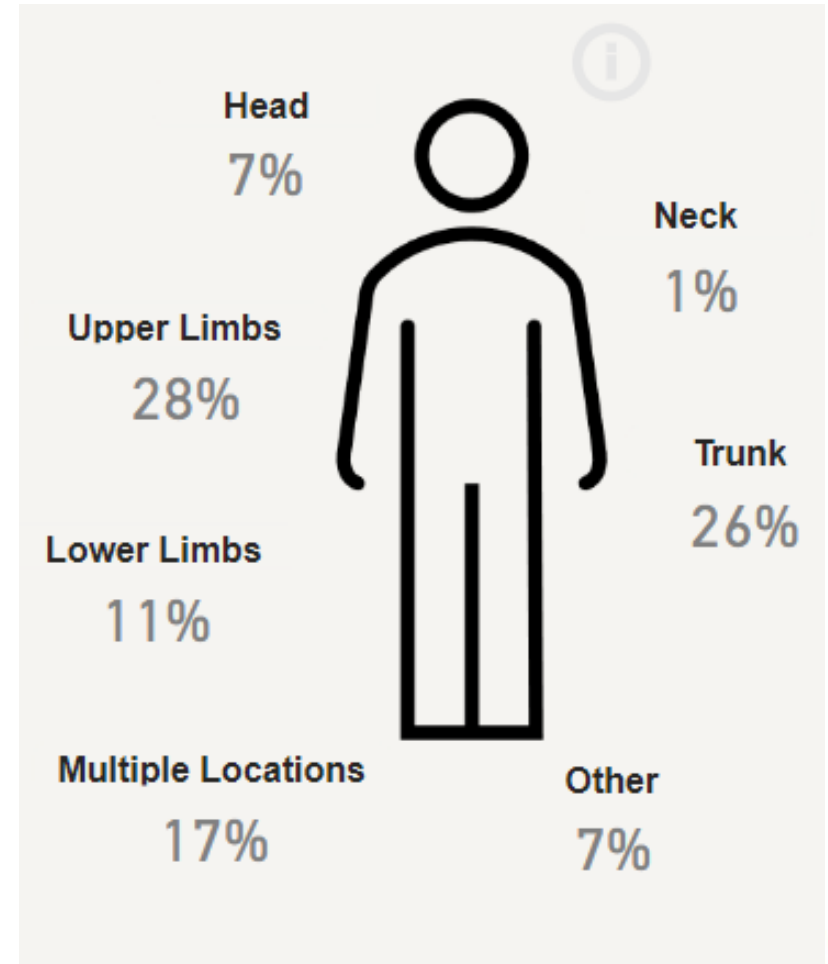 Head
7%
Neck
1%
Upper Limbs
28%
Trunk
26%
Lower Limbs
11%
Multiple Locations
17%
Other
7%